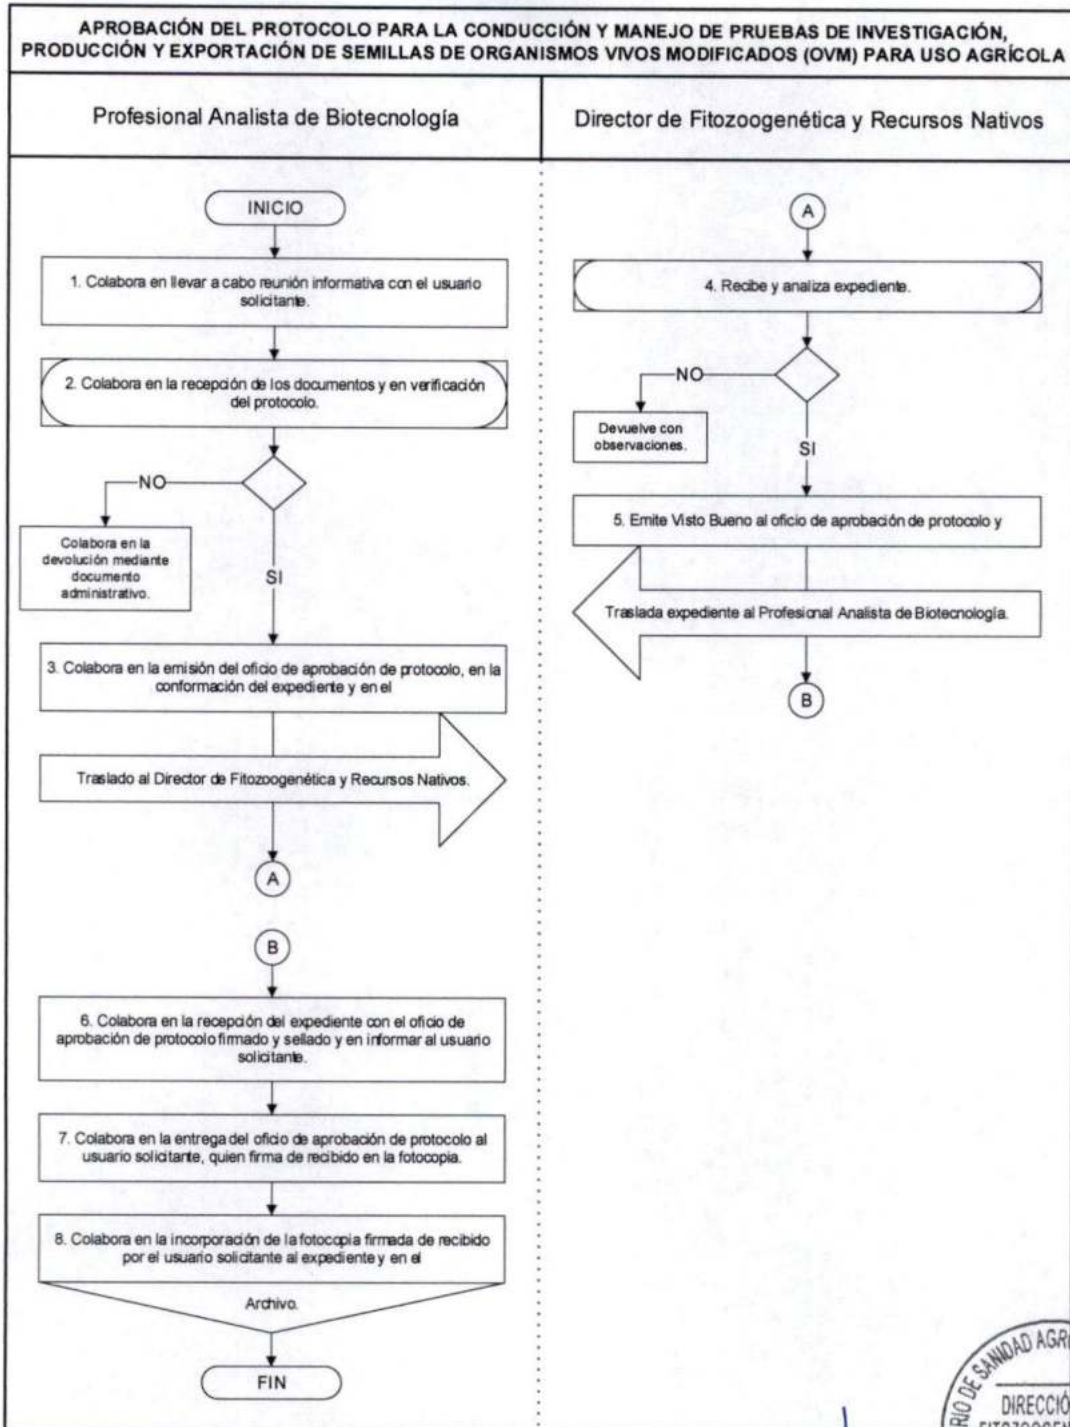 APROBACIÓN DEL PROTOCOLO PARA LA CONDUCCIÓN Y MANEJO DE PRUEBAS DE INVESTIGACIÓN,
PRODUCCIÓN Y EXPORTACIÓN DE SEMILLAS DE ORGANISMOS VIVOS MODIFICADOS (OVM) PARA USO AGRÍCOLA
Profesional Analista de Biotecnología
INICIO
1. Colabora en llevar a cabo reunión informativa con el usuario
solicitante.
2. Colabora en la recepción de los documentos y en verificación
del protocolo.
NO
Colabora en la
devolución mediante
documento
administrativo.
SI
3. Colabora en la emisión del oficio de aprobación de protocolo, en la
conformación del expediente y en el
Traslado al Director de Fitozoogenética y Recursos Nativos.
A
B
6. Colabora en la recepción del expediente con el oficio de
aprobación de protocolo firmado y sellado y en informar al usuario
solicitante.
7. Colabora en la entrega del oficio de aprobación de protocolo al
usuario solicitante, quien firma de recibido en la fotocopia.
8. Colabora en la incorporación de la fotocopia firmada de recibido
por el usuario solicitante al expediente y en el
Archivo.
FIN
Director de Fitozoogenética y Recursos Nativos
A
4. Recibe y analiza expediente.
NO
Devuelve con
observaciones.
SI
5. Emite Visto Bueno al oficio de aprobación de protocolo y
Traslada expediente al Profesional Analista de Biotecnología.
B
RIO DE SANIDAD AGR
DIRECCIÓ